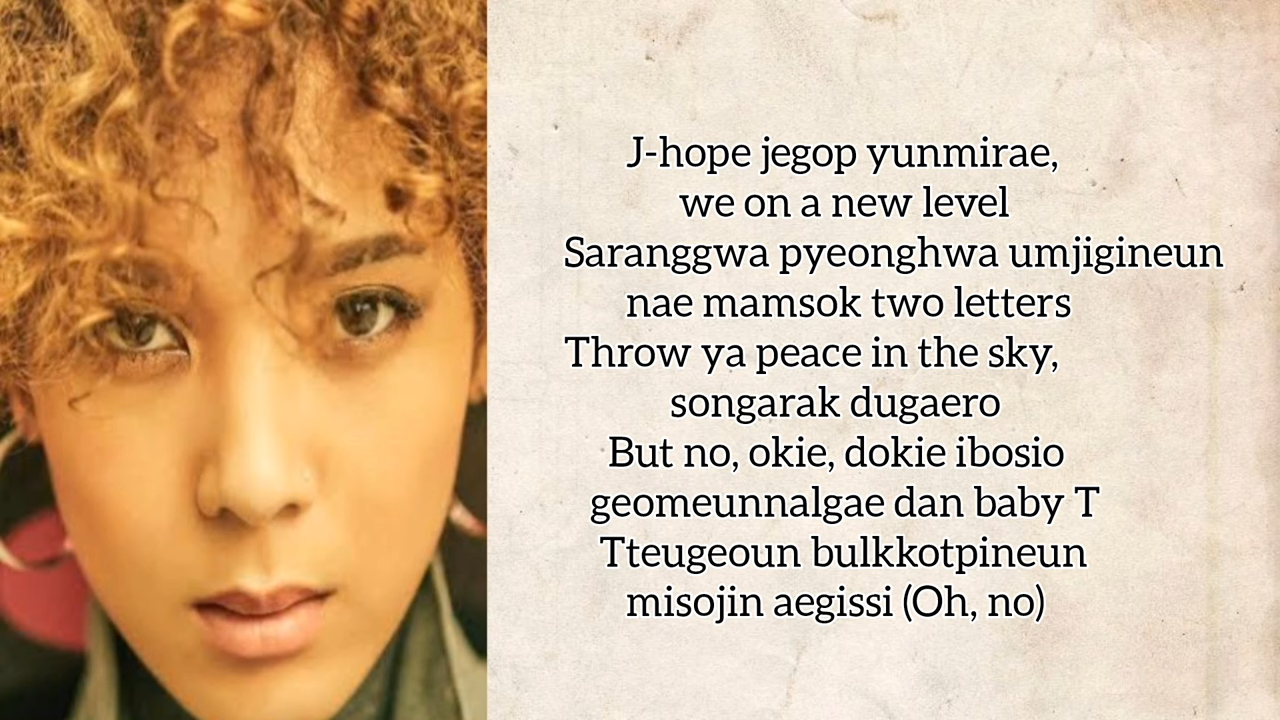 J-hope jegop yunmirae,
we on a new level
Saranggwa pyeonghwa umjigineun
nae mamsok two letters
Throw ya peace in the sky,
songarak dugaero
But no, okie, dokie ibosio
geomeunnalgae dan baby T
Tteugeoun bulkkotpineun
misojin aegissi (Oh, no)